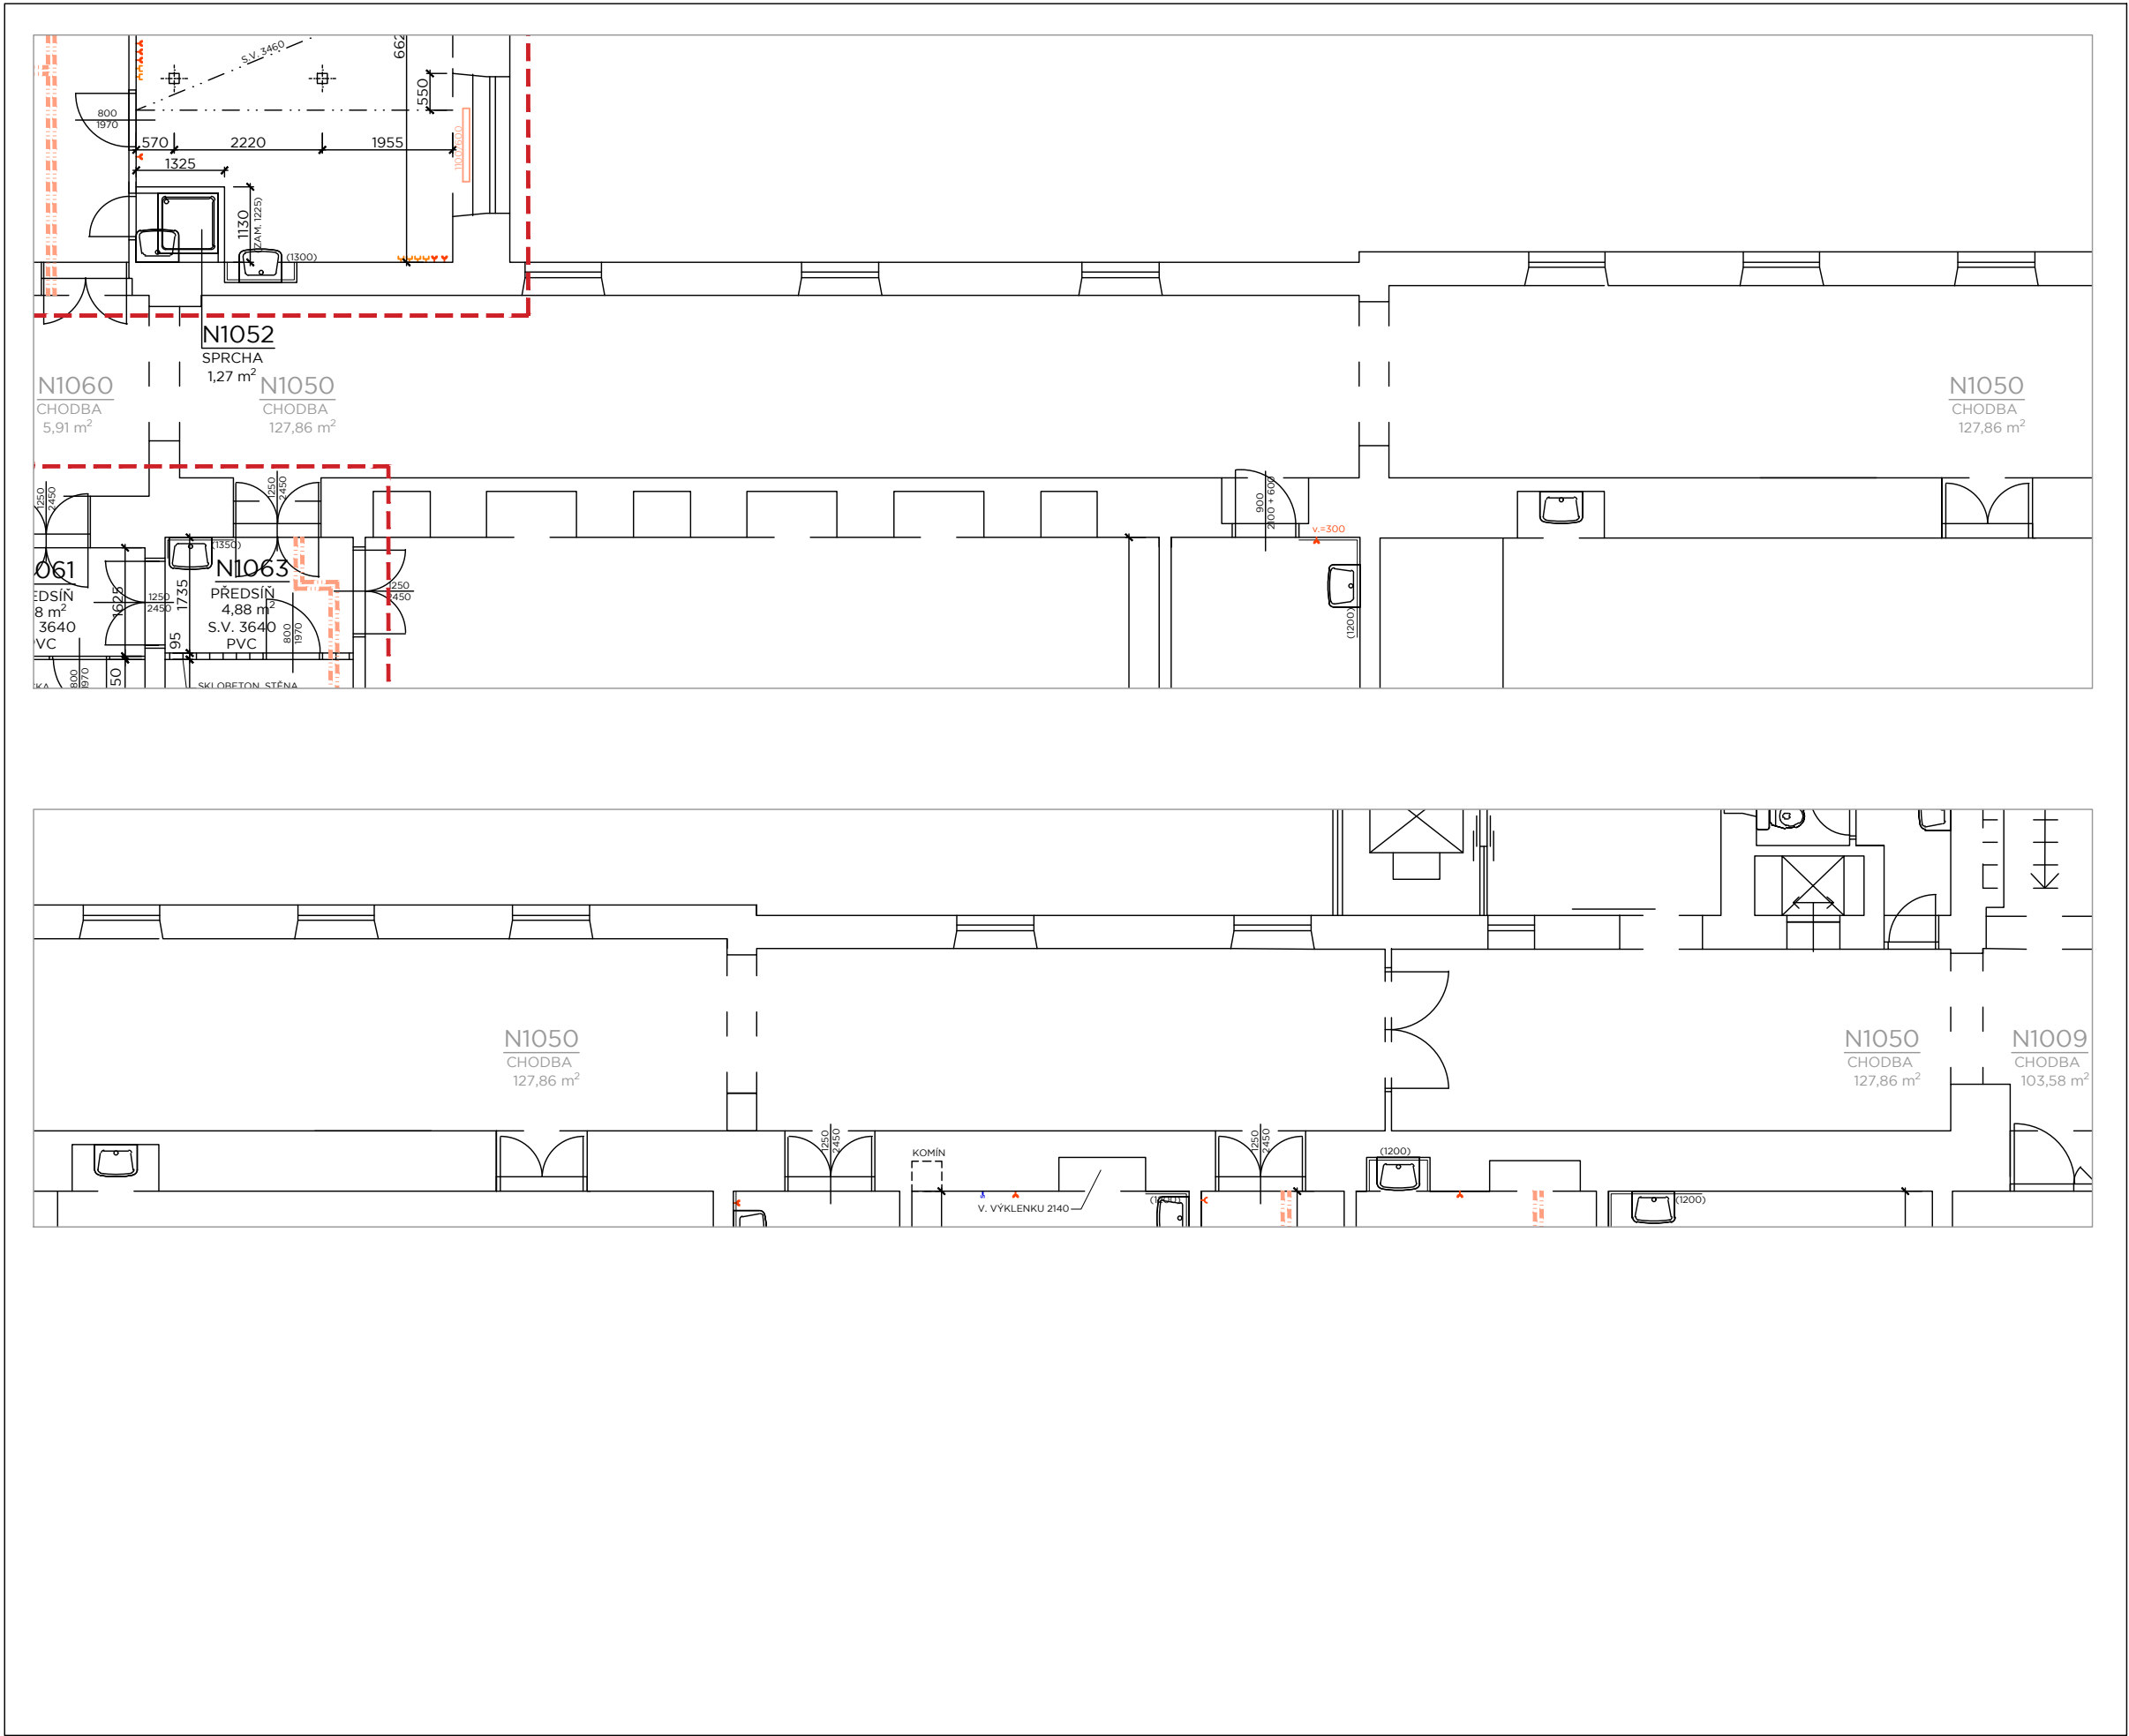 S.V. 3460
662
550
800
1970
570
2220
1955
1325
1130
(ZAM. 1225)
(1300)
N1052
SPRCHA
1,27 m²
N1060
CHODBA
5,91 m²
N1050
CHODBA
127,86 m²
N1050
CHODBA
127,86 m²
1250
2450
1250
2450
900
2100 + 600
v.=300
(1350)
061
EDSÍŇ
8 m²
3640
VC
1625
1250
2450
1735
95
N1063
PŘEDSÍŇ
4,88 m²
S.V. 3640
PVC
800
1970
1250
2450
(1200)
50
800
1970
KA
SKLOBETON. STĚNA
N1050
CHODBA
127,86 m²
N1050
CHODBA
127,86 m²
N1009
CHODBA
103,58 m²
1250
2450
KOMÍN
1250
2450
(1200)
V. VÝKLENKU 2140
(1200)